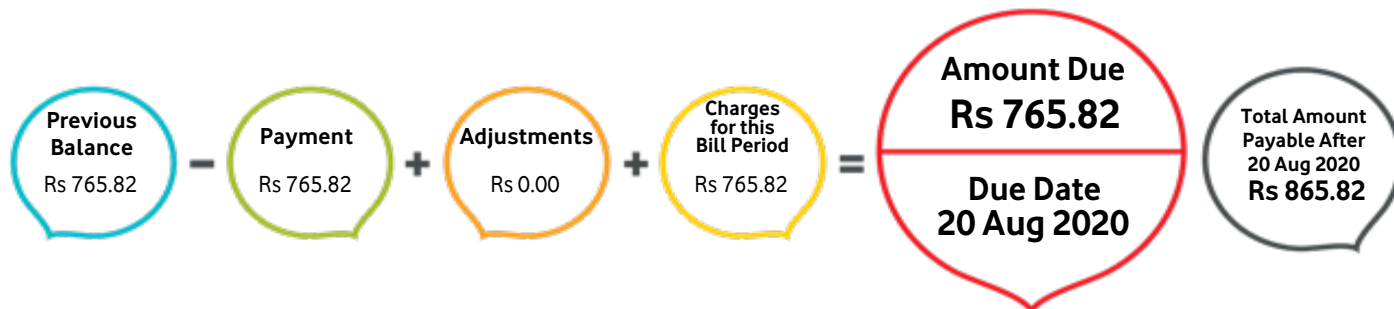 Previous
Balance
Rs 765.82
-
Payment
Rs 765.82
+
Adjustments
Rs 0.00
+
Charges
for this
Bill Period
Rs 765.82
=
Amount Due
Rs 765.82
Due Date
20 Aug 2020
Total Amount
Payable After
20 Aug 2020
Rs 865.82